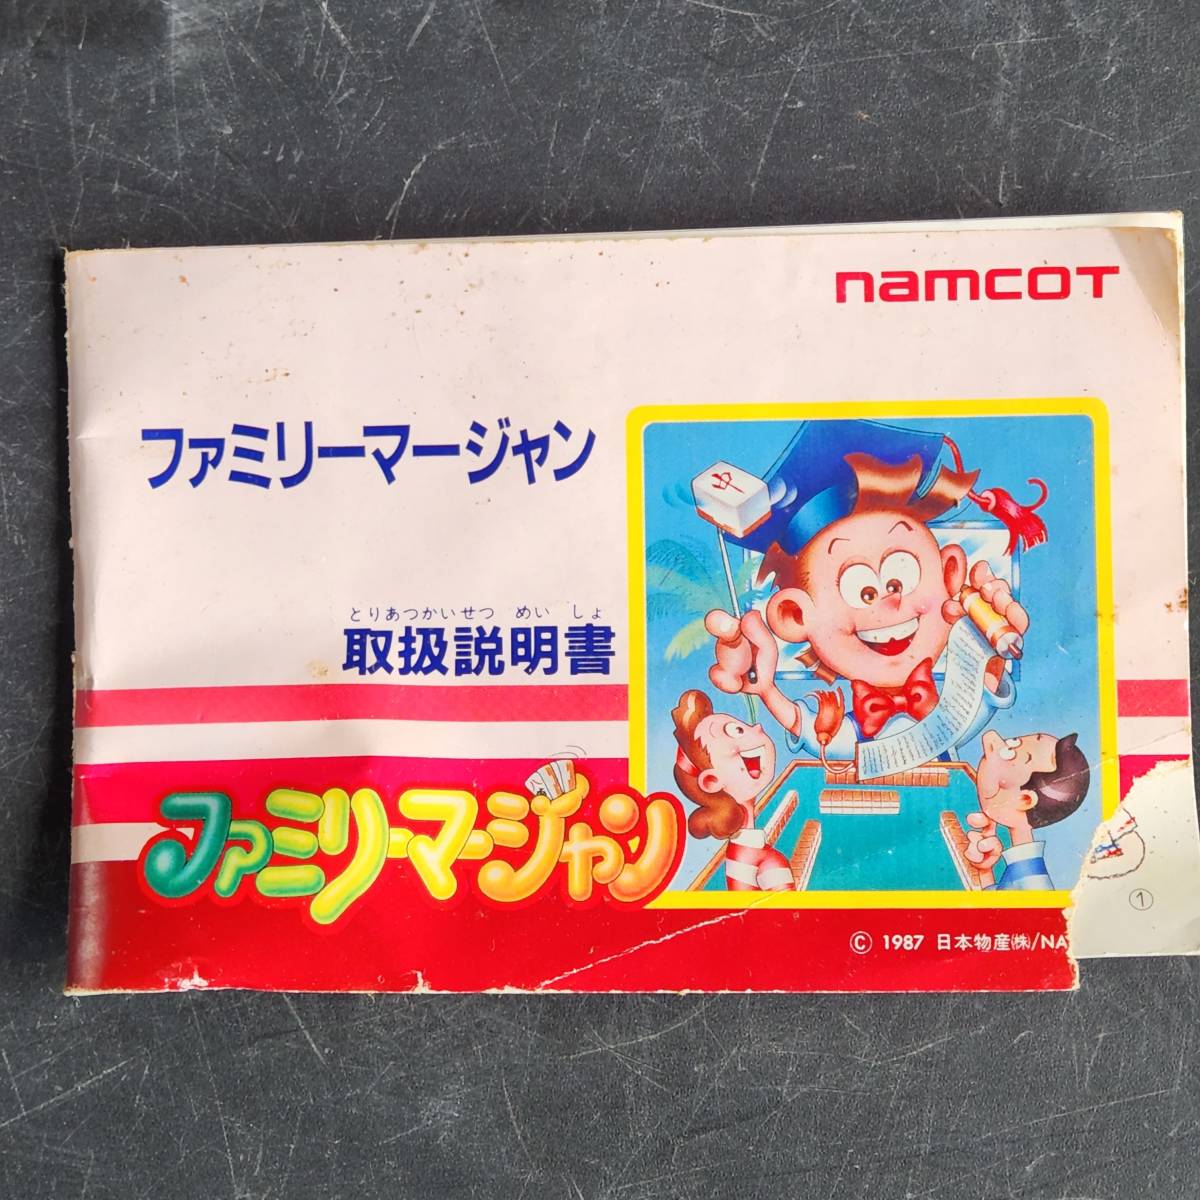 namcoT
ファミリーマージャン
とりあつかいせつ めい しょ
取扱説明書
中
ファミリーマージャン
© 1987 日本物産㈱/NA
①